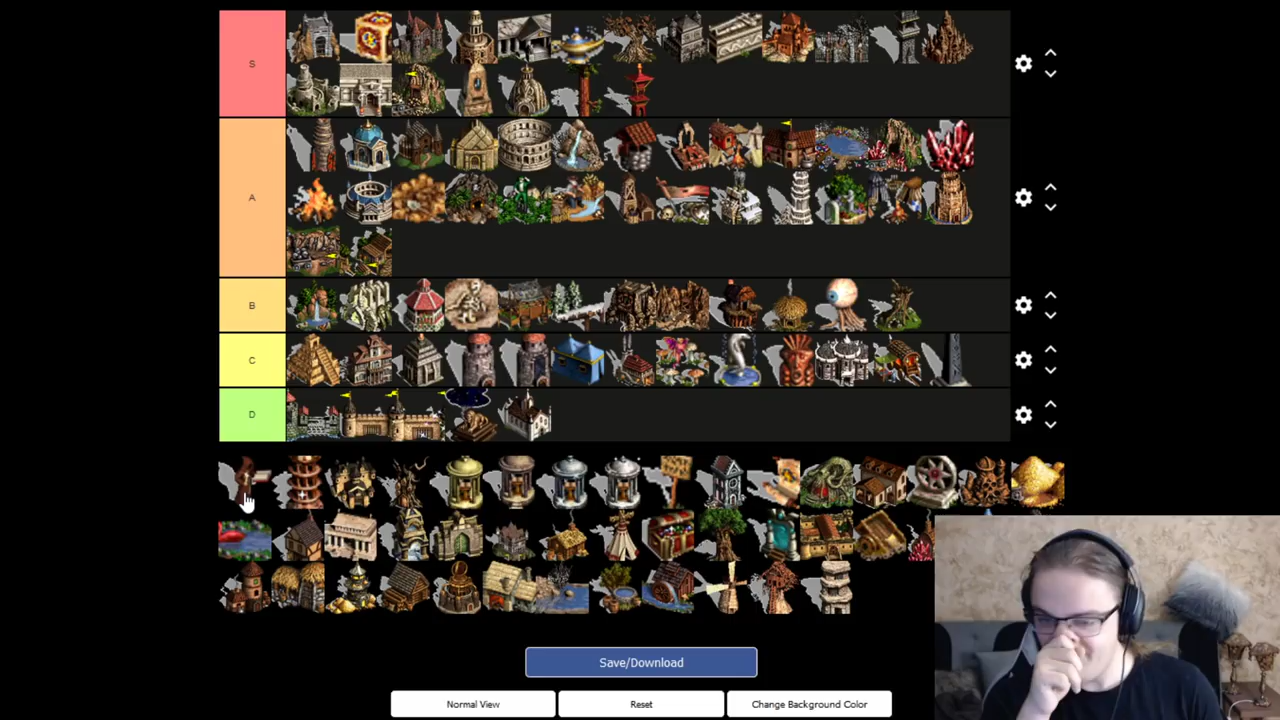 S
A
B
C
D
Save/Download
Normal View
Reset
Change Background Color